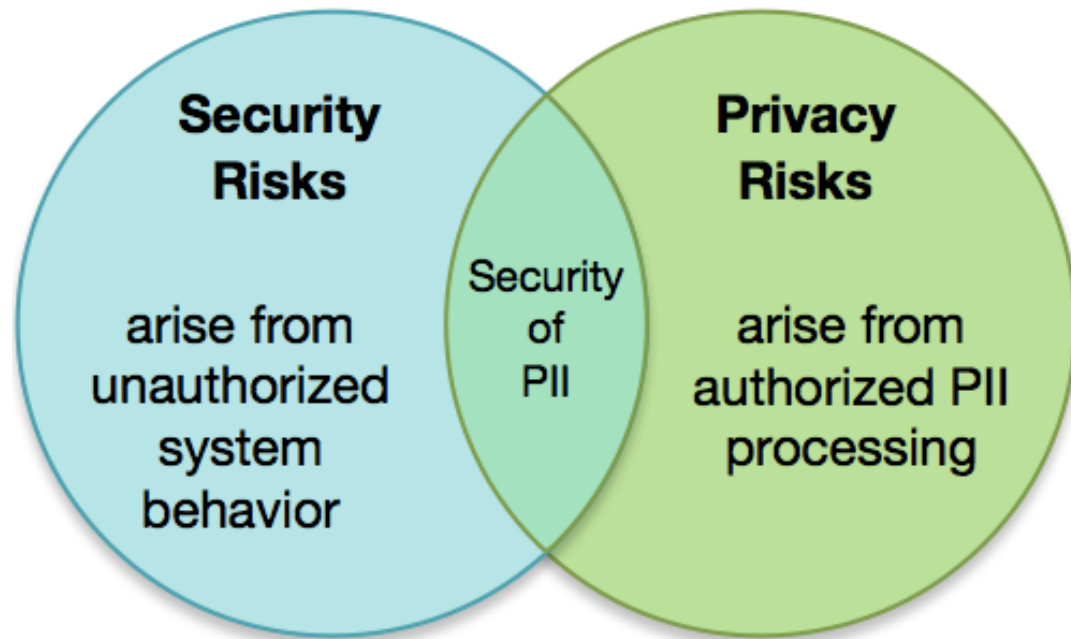 Security
Risks
arise from
unauthorized
system
behavior
Security
of
PII
Privacy
Risks
arise from
authorized PII
processing